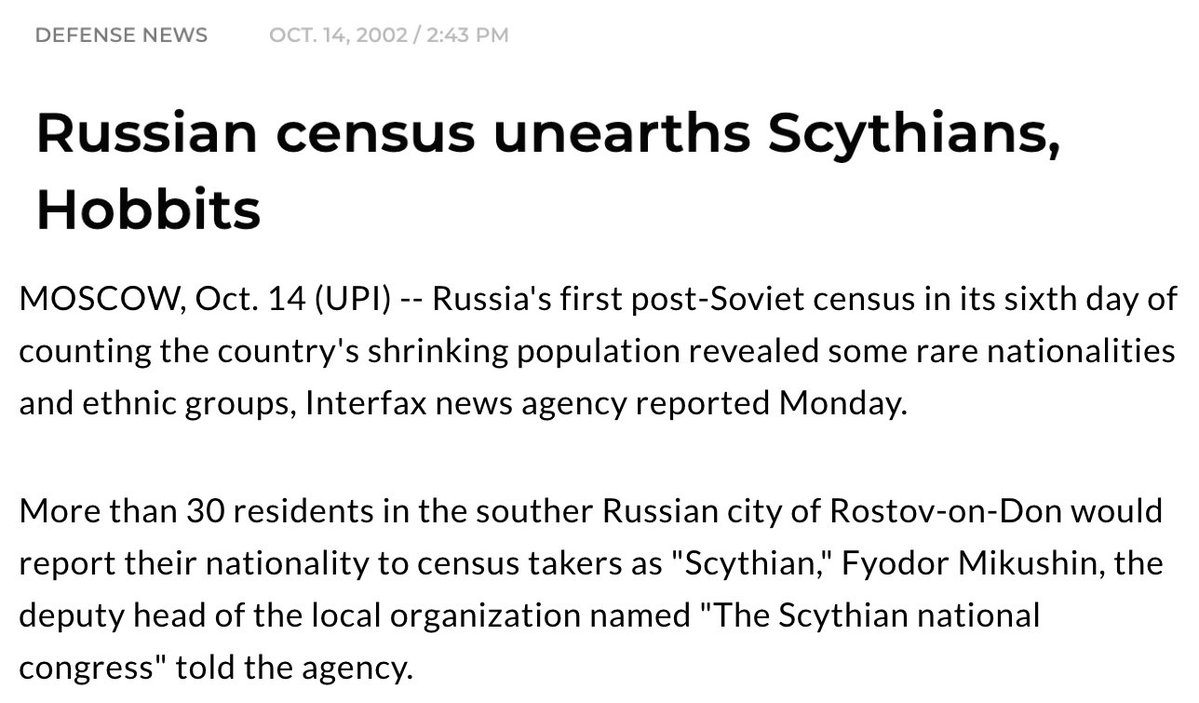 DEFENSE NEWS OCT. 14, 2002 / 2:43 PM
Russian census unearths Scythians,
Hobbits
MOSCOW, Oct. 14 (UPI) -- Russia's first post-Soviet census in its sixth day of
counting the country's shrinking population revealed some rare nationalities
and ethnic groups, Interfax news agency reported Monday.
More than 30 residents in the souther Russian city of Rostov-on-Don would
report their nationality to census takers as "Scythian," Fyodor Mikushin, the
deputy head of the local organization named "The Scythian national
congress" told the agency.